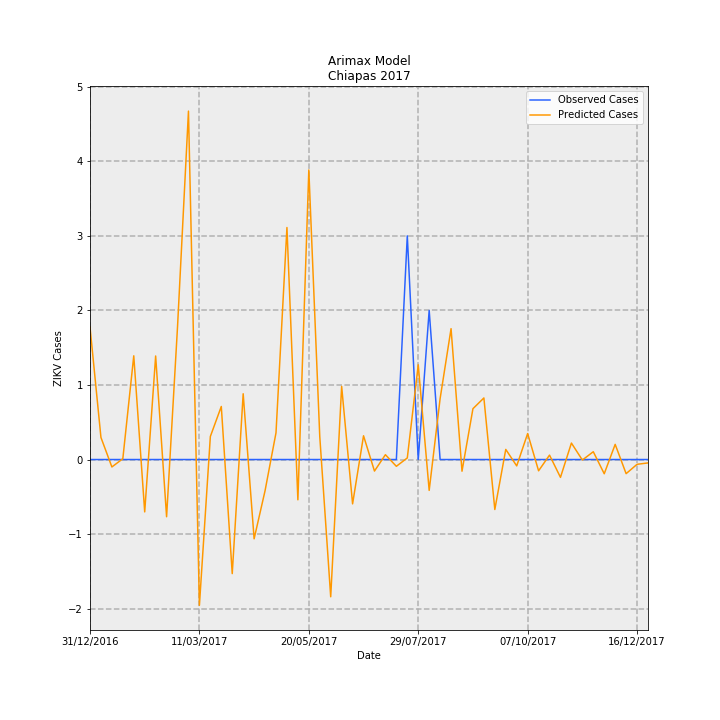 Arimax Model
Chiapas 2017
Observed Cases
Predicted Cases
5
4
3
2
1
0
−1
−2
ZIKV Cases
31/12/2016 11/03/2017 20/05/2017 29/07/2017 07/10/2017 16/12/2017
Date